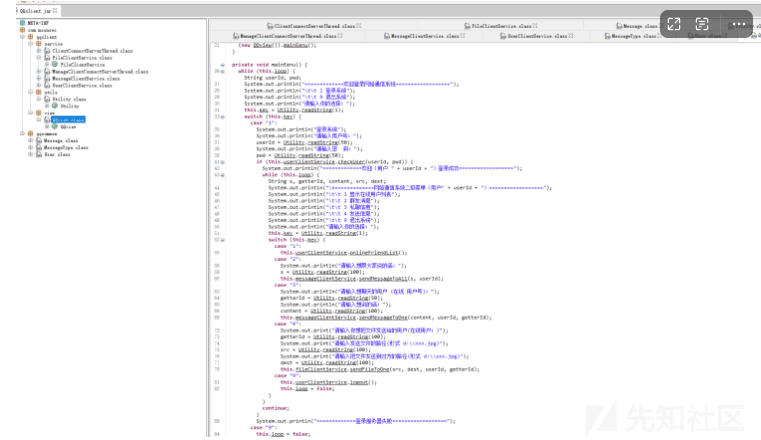 QQclient.jar
META-INF
com.mosharc
qqclient
service
ClientConnectServerThread.class
FileClientService.class
FileClientService
ManageClientConnectServerThread.class
MessageClientService.class
UserClientService.class
utils
Utility.class
Utility
view
QQview.class
QQview
qqcommon
Message.class
MessageType.class
User.class
ClientConnectServerThread.class
FileClientService.class
Message.class
ManageClientConnectServerThread.class
MessageClientService.class
UserClientService.class
MessageType.class
21 (new QQview()).mainMenu();
}
private void mainMenu() {
while (this.loop) {
String userId, pwd;
System.out.println("=============欢迎登录网络通信系统==================");
System.out.println("\t\t 1 登录系统");
System.out.println("\t\t 9 退出系统");
System.out.print("请输入你的选择: ");
this.key = Utility.readString(1);
switch (this.key) {
case "1":
System.out.println("登录系统");
System.out.print("请输入用户号: ");
userId = Utility.readString(50);
System.out.print("请输入密 码: ");
pwd = Utility.readString(50);
if (this.userClientService.checkUser(userId, pwd)) {
System.out.println("=============欢迎 (用户 " + userId + ") 登录成功==================");
while (this.loop) {
String s, getterId, content, src, dest;
System.out.println("\n=============网络通信系统二级菜单 (用户 " + userId + ") ==================");
System.out.println("\t\t 1 显示在线用户列表");
System.out.println("\t\t 2 群发消息");
System.out.println("\t\t 3 私聊信息");
System.out.println("\t\t 4 发送信息");
System.out.println("\t\t 9 退出系统");
System.out.print("请输入你的选择: ");
this.key = Utility.readString(1);
switch (this.key) {
case "1":
this.userClientService.onlineFriendList();
case "2":
System.out.println("请输入想跟大家说的话: ");
s = Utility.readString(100);
this.messageClientService.sendMessageToAll(s, userId);
case "3":
System.out.print("请输入想聊天的用户 (在线 用户号): ");
getterId = Utility.readString(50);
System.out.print("请输入想说的话: ");
content = Utility.readString(100);
this.messageClientService.sendMessageToOne(content, userId, getterId);
case "4":
System.out.print("请输入你想把文件发送给的用户(在线用户: )");
getterId = Utility.readString(100);
System.out.print("请输入发送文件的路径(形式 d:\\xxx.jpg)");
src = Utility.readString(100);
System.out.print("请输入把文件发送到对方的路径(形式 d:\\xxx.jpg)");
dest = Utility.readString(100);
this.fileClientService.sendFileToOne(src, dest, userId, getterId);
case "9":
this.userClientService.logout();
this.loop = false;
}
}
continue;
}
System.out.println("=============登录服务器失败==================");
case "9":
94 this.loop = false;
先知社区